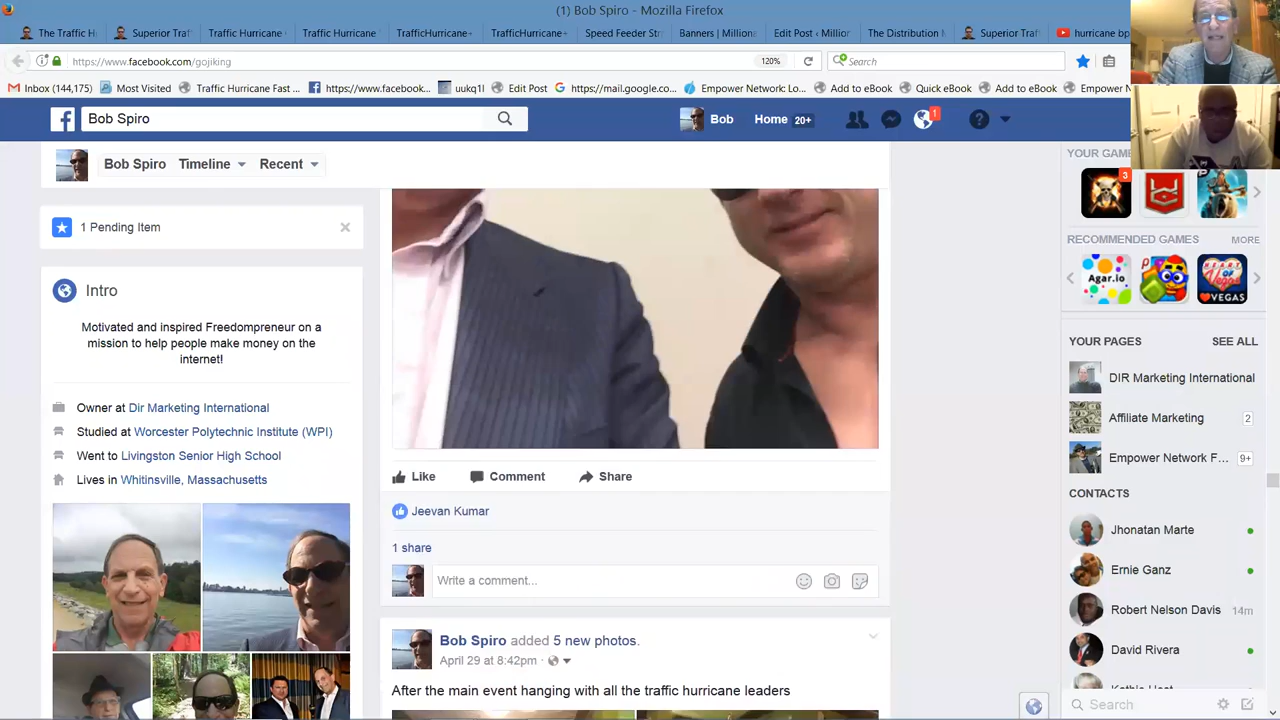 (1) Bob Spiro - Mozilla Firefox
The Traffic H
Superior Traf
Traffic Hurricane
Traffic Hurricane
TrafficHurricane+
TrafficHurricane+
Speed Feeder Str
Banners | Million
Edit Post ‹ Million
The Distribution M
Superior Traf
hurricane bp
https://www.facebook.com/gojiking
120%
Search
Inbox (144,175)
Most Visited
Traffic Hurricane Fast ...
https://www.facebook...
uukq1l
Edit Post
https://mail.google.co...
Empower Network: Lo...
Add to eBook
Quick eBook
Add to eBook
Empower N
Bob Spiro
Bob
Home 20+
1
Bob Spiro
Timeline
Recent
1 Pending Item
Intro
Motivated and inspired Freedompreneur on a
mission to help people make money on the
internet!
Owner at Dir Marketing International
Studied at Worcester Polytechnic Institute (WPI)
Went to Livingston Senior High School
Lives in Whitinsville, Massachusetts
Like
Comment
Share
Jeevan Kumar
1 share
Write a comment...
Bob Spiro added 5 new photos.
April 29 at 8:42pm ·
After the main event hanging with all the traffic hurricane leaders
YOUR GAME
3
RECOMMENDED GAMES
MORE
Agar.io
HEART OF VEGAS
YOUR PAGES
SEE ALL
DIR Marketing International
Affiliate Marketing 2
Empower Network F... 9+
CONTACTS
Jhonatan Marte
Ernie Ganz
Robert Nelson Davis 14m
David Rivera
Search